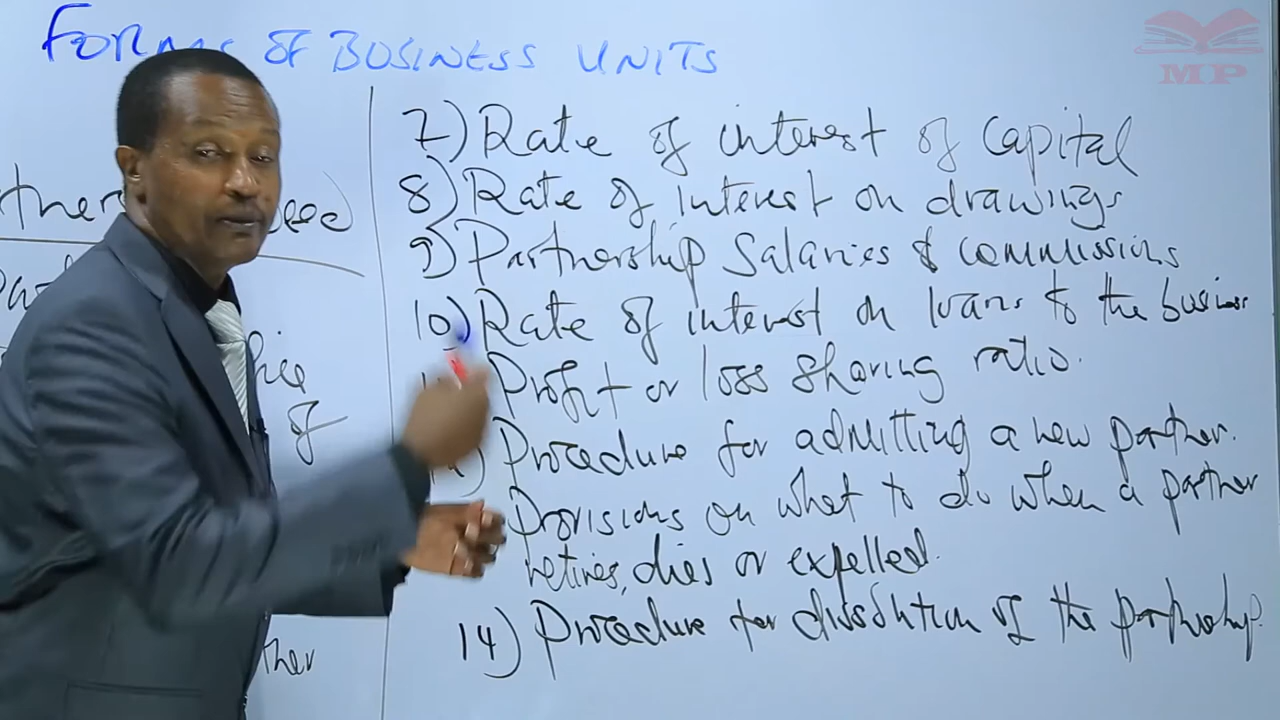 FORMS OF BUSINESS UNITS
MP
7) Rate of interest of capital
8) Rate of interest on drawings
9) Partnership Salaries & commissions
10) Rate of interest on loans to the business
Profit or loss sharing ratio.
Procedure for admitting a new partner.
Provisions on what to do when a partner
retires, dies or expelled.
14) Procedure for dissolution of the partnership.
of